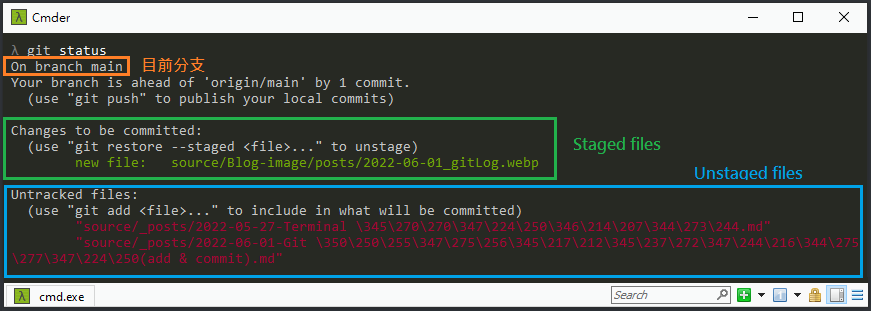 Cmder
λ git status
On branch main 目前分支
Your branch is ahead of 'origin/main' by 1 commit.
(use "git push" to publish your local commits)
Changes to be committed:
(use "git restore --staged <file>..." to unstage)
new file: source/Blog-image/posts/2022-06-01_gitLog.webp
Staged files
Unstaged files
Untracked files:
(use "git add <file>..." to include in what will be committed)
"source/_posts/2022-05-27-Terminal \345\270\270\347\224\250\346\214\207\344\273\244.md"
"source/_posts/2022-06-01-Git \350\250\255\347\275\256\345\217\212\345\237\272\347\244\216\344\275
\277\347\224\250(add & commit).md"
cmd.exe
Search